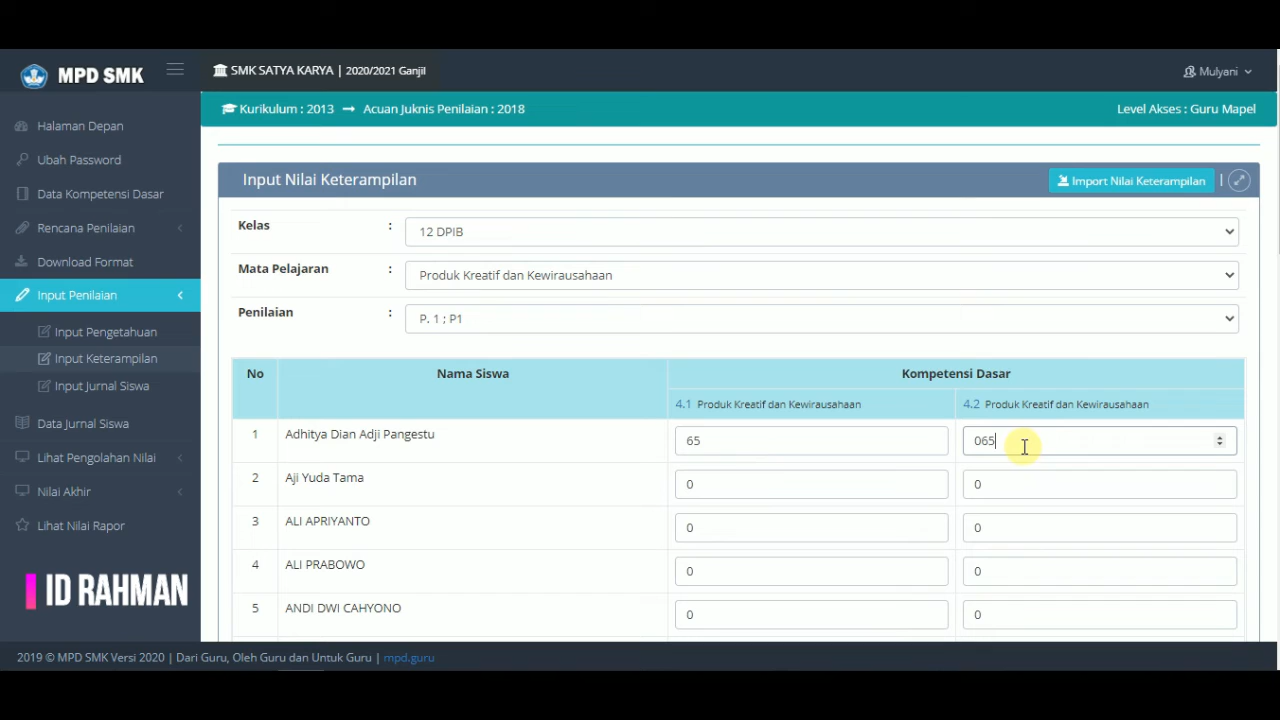 MPD SMK
SMK SATYA KARYA | 2020/2021 Ganjil
Mulyani
Kurikulum : 2013 → Acuan Juknis Penilaian : 2018
Level Akses : Guru Mapel
Halaman Depan
Ubah Password
Data Kompetensi Dasar
Rencana Penilaian
Download Format
Input Penilaian
Input Pengetahuan
Input Keterampilan
Input Jurnal Siswa
Data Jurnal Siswa
Lihat Pengolahan Nilai
Nilai Akhir
Lihat Nilai Rapor
ID RAHMAN
Input Nilai Keterampilan
Import Nilai Keterampilan |
Kelas : 12 DPIB
Mata Pelajaran : Produk Kreatif dan Kewirausahaan
Penilaian : P. 1 ; P1
No Nama Siswa Kompetensi Dasar
4.1 Produk Kreatif dan Kewirausahaan 4.2 Produk Kreatif dan Kewirausahaan
1 Adhitya Dian Adji Pangestu 65 065
2 Aji Yuda Tama 0 0
3 ALI APRIYANTO 0 0
4 ALI PRABOWO 0 0
5 ANDI DWI CAHYONO 0 0
2019 © MPD SMK Versi 2020 | Dari Guru, Oleh Guru dan Untuk Guru | mpd.guru